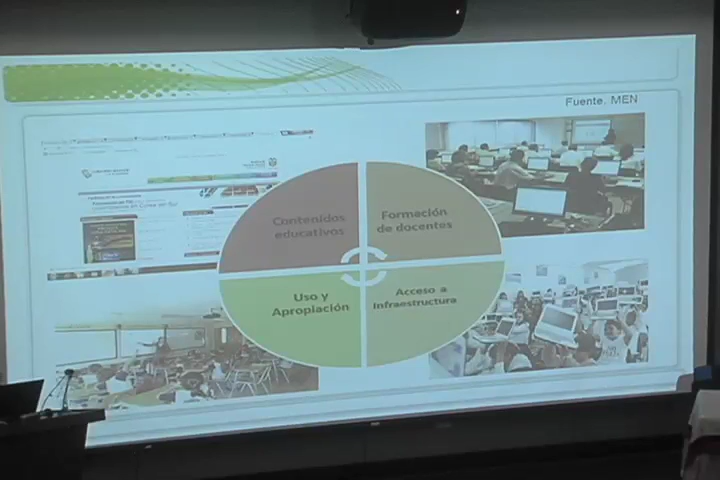 Fuente. MEN
Contenidos
educativos
Formación
de docentes
Uso y
Apropiación
Acceso a
Infraestructura